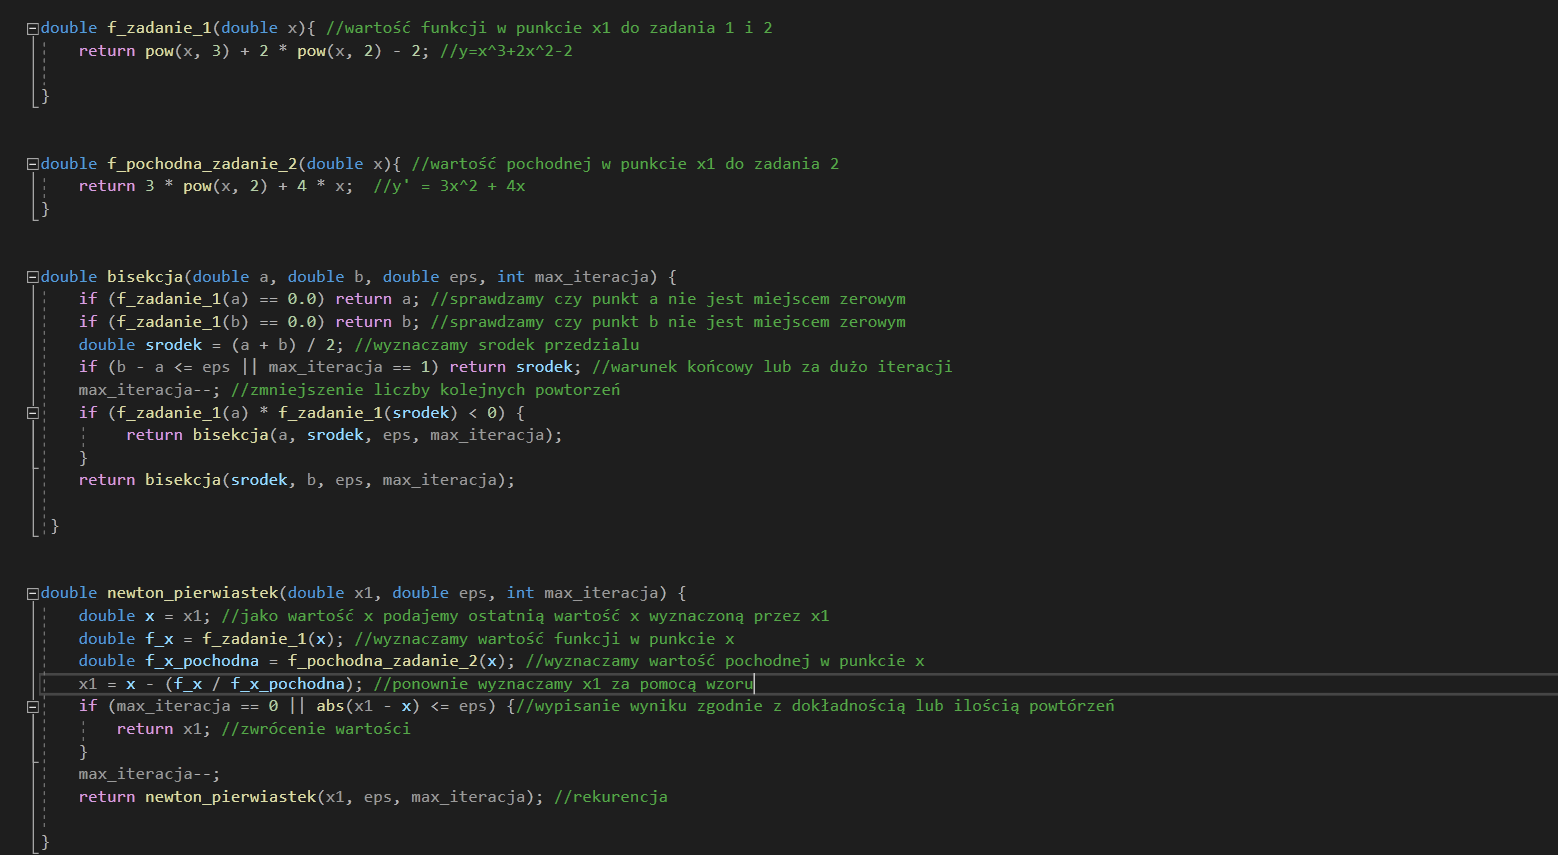 double f_zadanie_1(double x){ //wartość funkcji w punkcie x1 do zadania 1 i 2
return pow(x, 3) + 2 * pow(x, 2) - 2; //y=x^3+2x^2-2
}
double f_pochodna_zadanie_2(double x){ //wartość pochodnej w punkcie x1 do zadania 2
return 3 * pow(x, 2) + 4 * x;  //y' = 3x^2 + 4x
}
double bisekcja(double a, double b, double eps, int max_iteracja) {
if (f_zadanie_1(a) == 0.0) return a; //sprawdzamy czy punkt a nie jest miejscem zerowym
if (f_zadanie_1(b) == 0.0) return b; //sprawdzamy czy punkt b nie jest miejscem zerowym
double srodek = (a + b) / 2; //wyznaczamy srodek przedzialu
if (b - a <= eps || max_iteracja == 1) return srodek; //warunek końcowy lub za dużo iteracji
max_iteracja--; //zmniejszenie liczby kolejnych powtorzeń
if (f_zadanie_1(a) * f_zadanie_1(srodek) < 0) {
return bisekcja(a, srodek, eps, max_iteracja);
}
return bisekcja(srodek, b, eps, max_iteracja);
}
double newton_pierwiastek(double x1, double eps, int max_iteracja) {
double x = x1; //jako wartość x podajemy ostatnią wartość x wyznaczoną przez x1
double f_x = f_zadanie_1(x); //wyznaczamy wartość funkcji w punkcie x
double f_x_pochodna = f_pochodna_zadanie_2(x); //wyznaczamy wartość pochodnej w punkcie x
x1 = x - (f_x / f_x_pochodna); //ponownie wyznaczamy x1 za pomocą wzoru
if (max_iteracja == 0 || abs(x1 - x) <= eps) {//wypisanie wyniku zgodnie z dokładnością lub ilością powtórzeń
return x1; //zwrócenie wartości
}
max_iteracja--;
return newton_pierwiastek(x1, eps, max_iteracja); //rekurencja
}